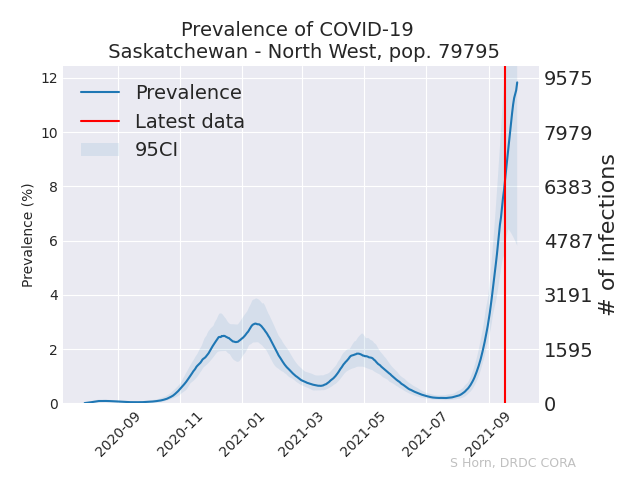 Prevalence of COVID-19
Saskatchewan - North West, pop. 79795
Prevalence
Latest data
95CI
Prevalence (%)
12
10
8
6
4
2
0
9575
7979
6383
4787
3191
1595
0
# of infections
2020-09
2020-11
2021-01
2021-03
2021-05
2021-07
2021-09
S Horn, DRDC CORA